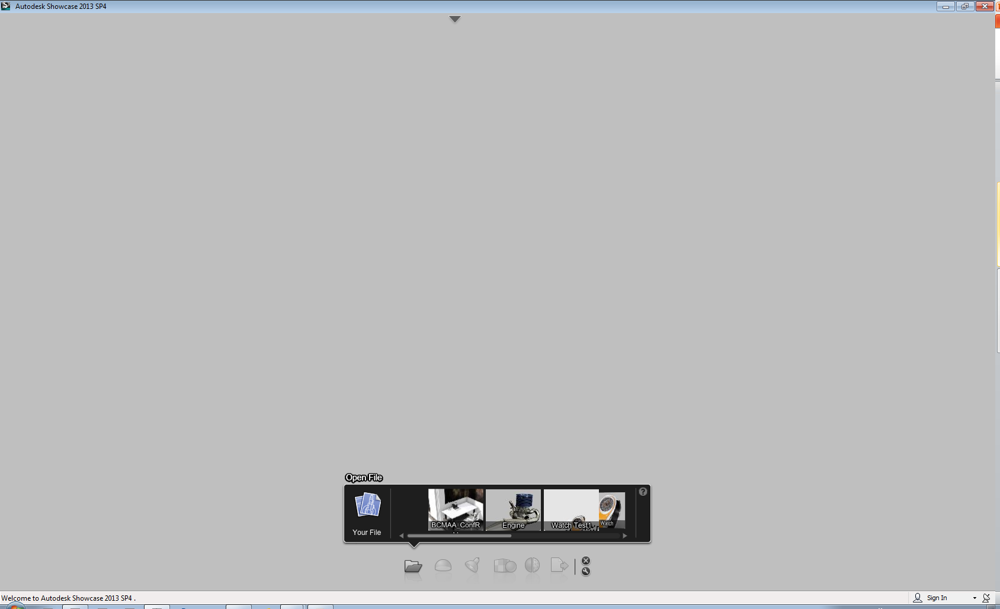 Autodesk Showcase 2013 SP4
Open File
Your File
BCMAA_ConfR
Engine
Watch Test1
Watch
?
Welcome to Autodesk Showcase 2013 SP4 .
Sign In